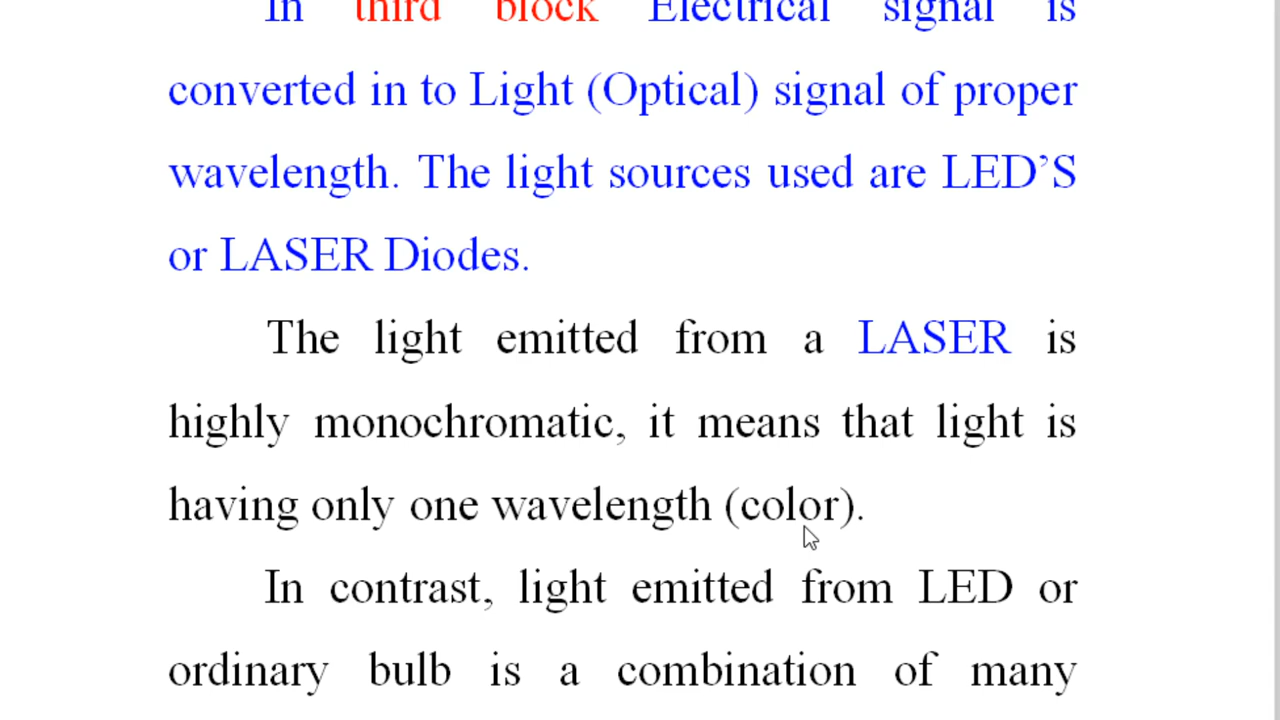 In third block Electrical signal is
converted in to Light (Optical) signal of proper
wavelength. The light sources used are LED’S
or LASER Diodes.
The light emitted from a LASER is
highly monochromatic, it means that light is
having only one wavelength (color).
In contrast, light emitted from LED or
ordinary bulb is a combination of many